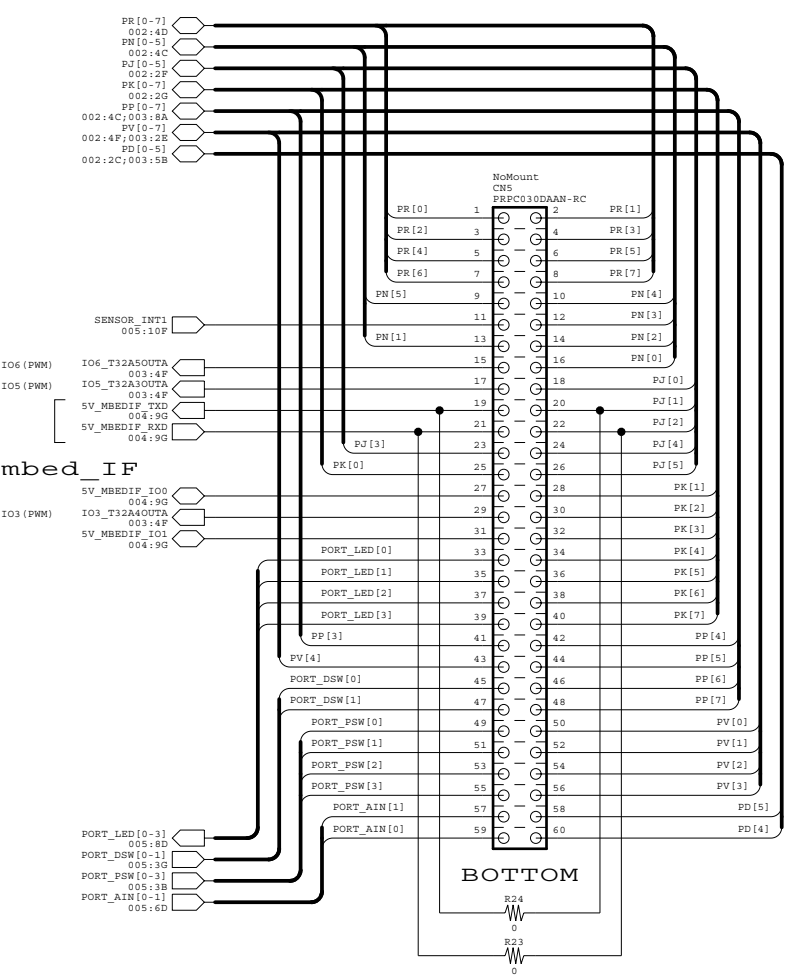 PR[0-7]
002:4D
PN[0-5]
002:4C
PJ[0-5]
002:2F
PK[0-7]
002:2G
PP[0-7]
002:4C;003:8A
PV[0-7]
002:4F;003:2E
PD[0-5]
002:2C;003:5B
NoMount
CN5
PRPC030DAAN-RC
PR[0] 1 2 PR[1]
PR[2] 3 4 PR[3]
PR[4] 5 6 PR[5]
PR[6] 7 8 PR[7]
PN[5] 9 10 PN[4]
SENSOR_INT1 11 12 PN[3]
005:10F
PN[1] 13 14 PN[2]
IO6(PWM) IO6_T32A5OUTA 15 16 PN[0]
003:4F
IO5(PWM) IO5_T32A3OUTA 17 18 PJ[0]
003:4F
5V_MBEDIF_TXD 19 20 PJ[1]
004:9G
5V_MBEDIF_RXD 21 22 PJ[2]
004:9G
PJ[3] 23 24 PJ[4]
mbed_IF
PK[0] 25 26 PJ[5]
5V_MBEDIF_IO0 27 28 PK[1]
004:9G
IO3(PWM) IO3_T32A4OUTA 29 30 PK[2]
003:4F
5V_MBEDIF_IO1 31 32 PK[3]
004:9G
PORT_LED[0] 33 34 PK[4]
PORT_LED[1] 35 36 PK[5]
PORT_LED[2] 37 38 PK[6]
PORT_LED[3] 39 40 PK[7]
PP[3] 41 42 PP[4]
PV[4] 43 44 PP[5]
PORT_DSW[0] 45 46 PP[6]
PORT_DSW[1] 47 48 PP[7]
PORT_PSW[0] 49 50 PV[0]
PORT_PSW[1] 51 52 PV[1]
PORT_PSW[2] 53 54 PV[2]
PORT_PSW[3] 55 56 PV[3]
PORT_AIN[1] 57 58 PD[5]
PORT_AIN[0] 59 60 PD[4]
PORT_LED[0-3]
005:8D
PORT_DSW[0-1]
005:3G
PORT_PSW[0-3]
005:3B
PORT_AIN[0-1]
005:6D
BOTTOM
R24
0
R23
0